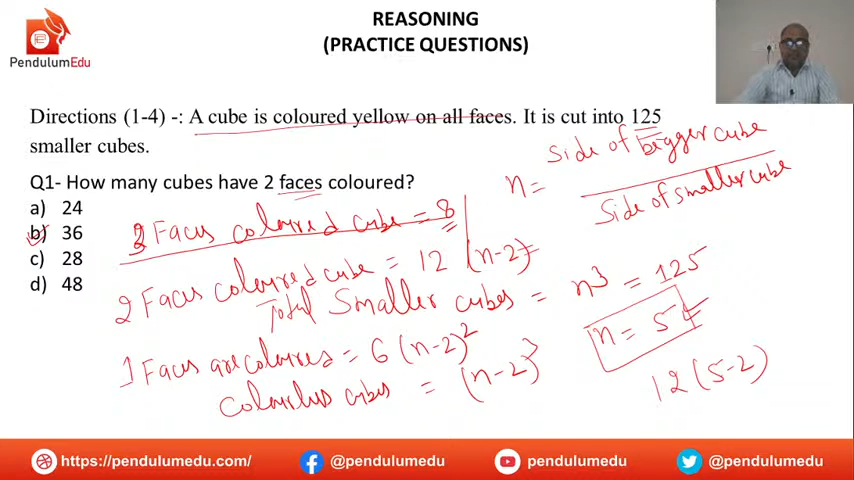 REASONING
(PRACTICE QUESTIONS)
PendulumEdu
Directions (1-4) -: A cube is coloured yellow on all faces. It is cut into 125
smaller cubes.
Q1- How many cubes have 2 faces coloured?
a) 24
b) 36
c) 28
d) 48
n = Side of bigger cube
Side of smaller cube
3 Faces coloured cube = 8
2 Faces coloured cube = 12 (n-2)
Total Smaller cubes = n³ = 125
n = 5
1 Faces are coloured = 6 (n-2)²
Colourless cubes = (n-2)³
12 (5-2)
https://pendulumedu.com/
@pendulumedu
pendulumedu
@pendulumedu